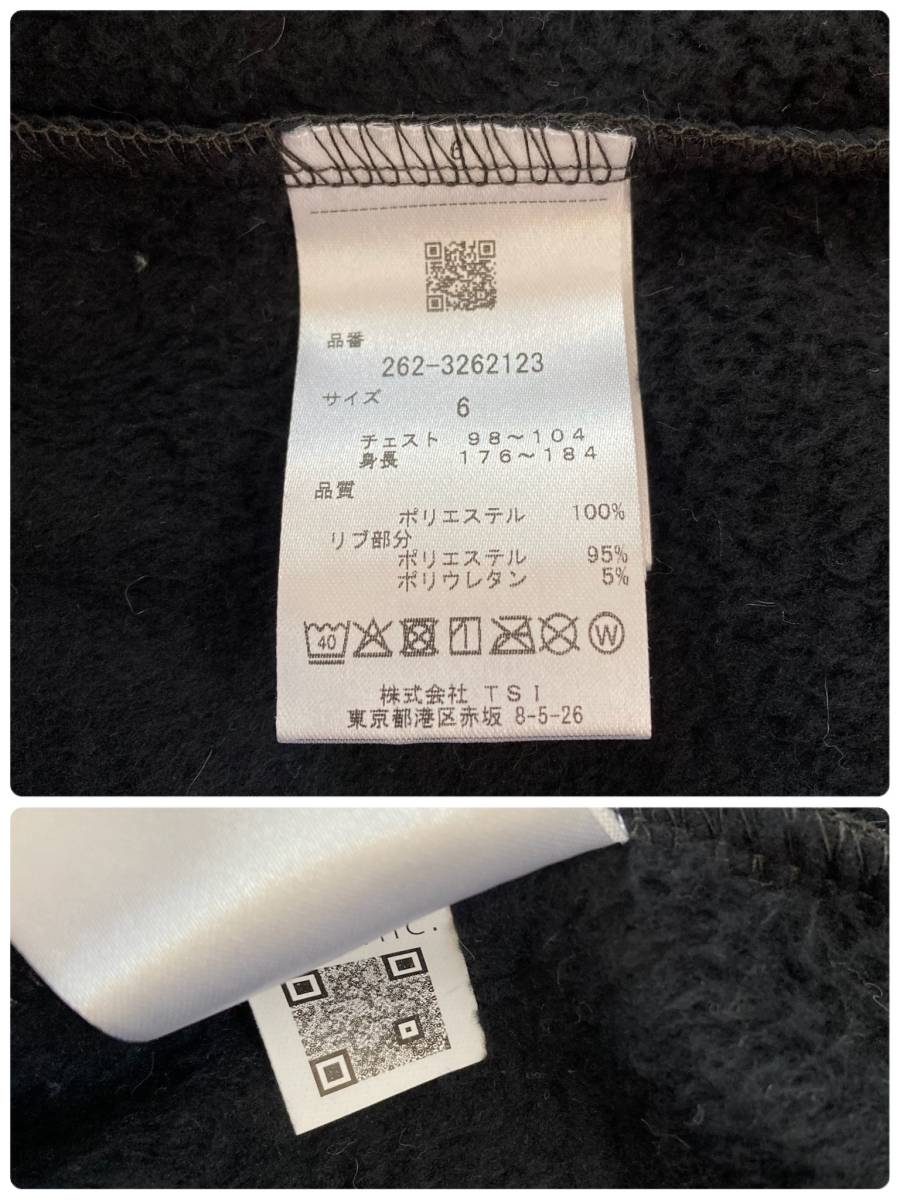 6
品番
262-3262123
サイズ
6
チェスト 98～104
身長 176～184
品質
ポリエステル 100%
リブ部分
ポリエステル 95%
ポリウレタン 5%
40 W
株式会社 TSI
東京都港区赤坂 8-5-26